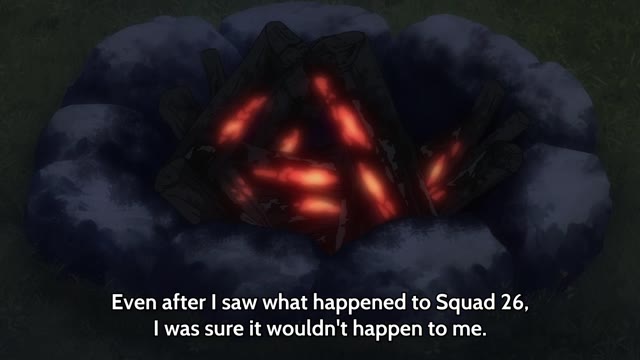 Even after I saw what happened to Squad 26,
I was sure it wouldn't happen to me.